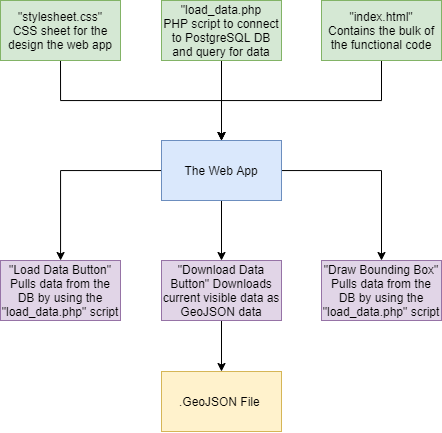 "stylesheet.css"
CSS sheet for the
design the web app
"load_data.php
PHP script to connect
to PostgreSQL DB
and query for data
"index.html"
Contains the bulk of
the functional code
The Web App
"Load Data Button"
Pulls data from the
DB by using the
"load_data.php" script
"Download Data
Button" Downloads
current visible data as
GeoJSON data
"Draw Bounding Box"
Pulls data from the
DB by using the
"load_data.php" script
.GeoJSON File